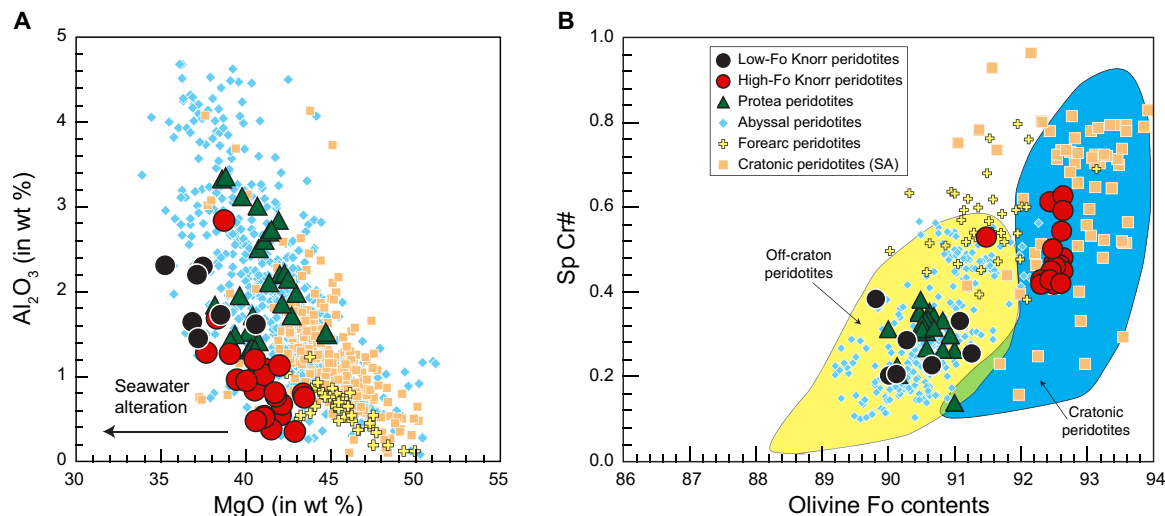 A
5
4
3
2
1
0
Al2O3 (in wt %)
Seawater
alteration
30
35
40
45
50
55
MgO (in wt %)
B
1.0
0.8
0.6
0.4
0.2
0.0
Sp Cr#
Low-Fo Knorr peridotites
High-Fo Knorr peridotites
Protea peridotites
Abyssal peridotites
Forearc peridotites
Cratonic peridotites (SA)
Off-craton
peridotites
Cratonic
peridotites
86
87
88
89
90
91
92
93
94
Olivine Fo contents